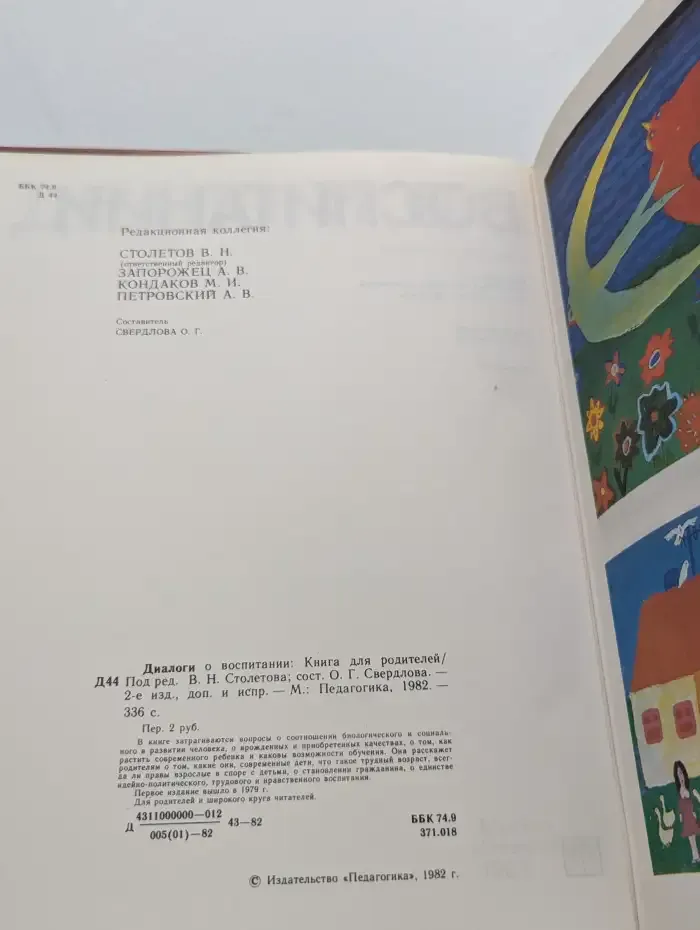 ББК 74.9
Д 44
Редакционная коллегия:
СТОЛЕТОВ В. Н.
(ответственный редактор)
ЗАПОРОЖЕЦ А. В.
КОНДАКОВ М. И.
ПЕТРОВСКИЙ А. В.
Составитель
СВЕРДЛОВА О. Г.
Диалоги о воспитании: Книга для родителей/
Д44 Под ред. В. Н. Столетова; сост. О. Г. Свердлова. —
2-е изд., доп. и испр. — М.: Педагогика, 1982. —
336 с.
Пер. 2 руб.
В книге затрагиваются вопросы о соотношении биологического и социаль-
ного в развитии человека, о врожденных и приобретенных качествах, о том, как
растить современного ребенка и каковы возможности обучения. Она расскажет
родителям о том, какие они, современные дети, что такое трудный возраст, всег-
да ли правы взрослые в споре с детьми, о становлении гражданина, о единстве
идейно-политического, трудового и нравственного воспитания.
Первое издание вышло в 1979 г.
Для родителей и широкого круга читателей.
4311000000—012
Д 43—82
005(01)—82
ББК 74.9
371.018
© Издательство «Педагогика», 1982 г.